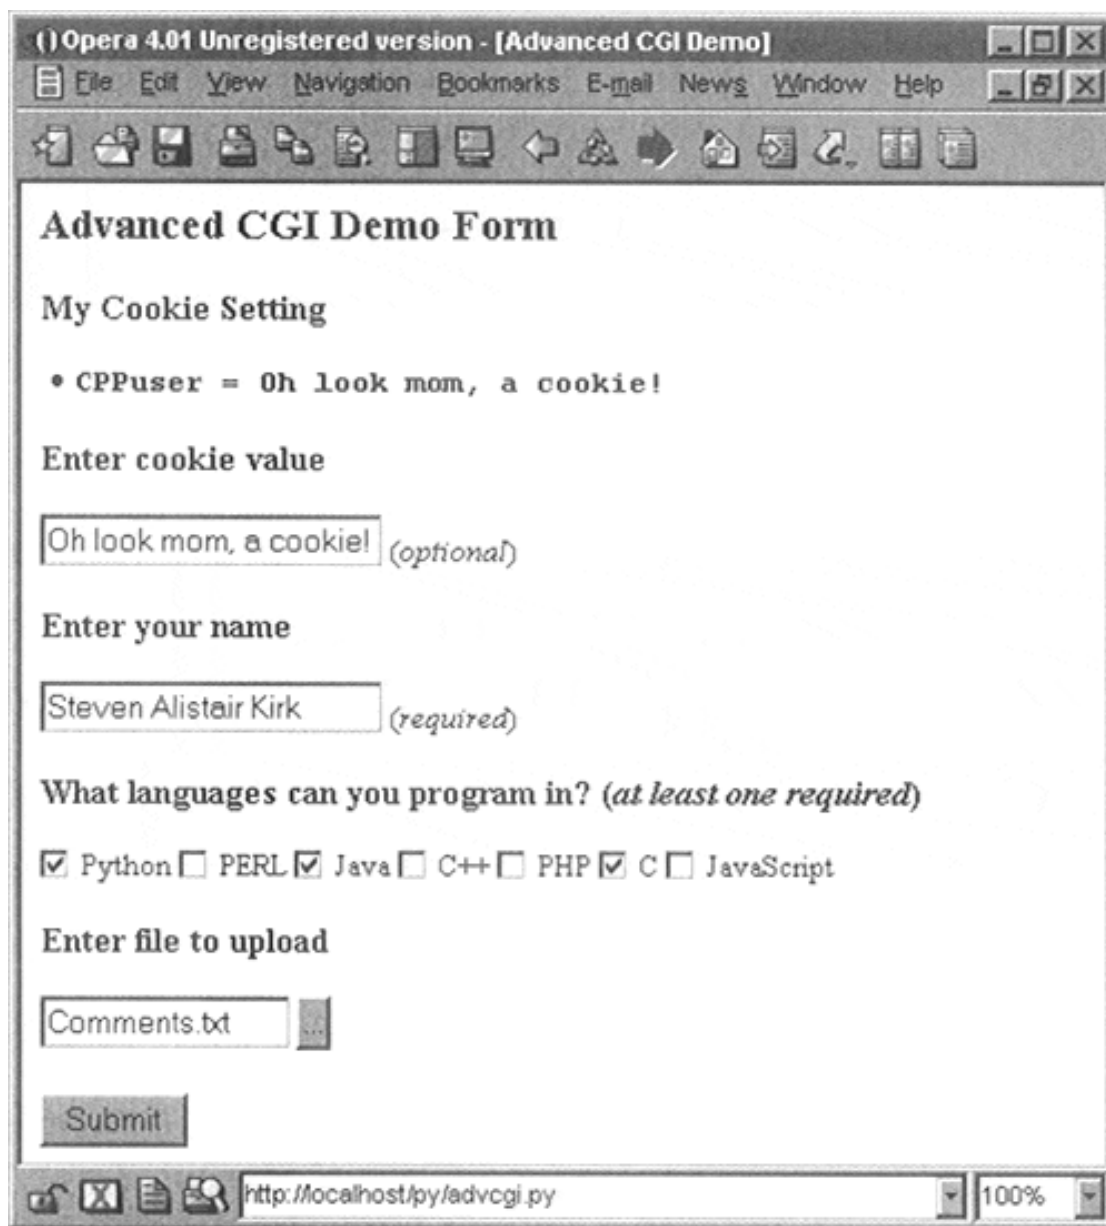 Opera 4.01 Unregistered version - [Advanced CGI Demo]
File Edit View Navigation Bookmarks E-mail News Window Help
Advanced CGI Demo Form
My Cookie Setting
• CPPuser = Oh look mom, a cookie!
Enter cookie value
Oh look mom, a cookie! (optional)
Enter your name
Steven Alistair Kirk (required)
What languages can you program in? (at least one required)
Python PERL Java C++ PHP C JavaScript
Enter file to upload
Comments.txt ...
Submit
http://localhost/py/advcgi.py 100%